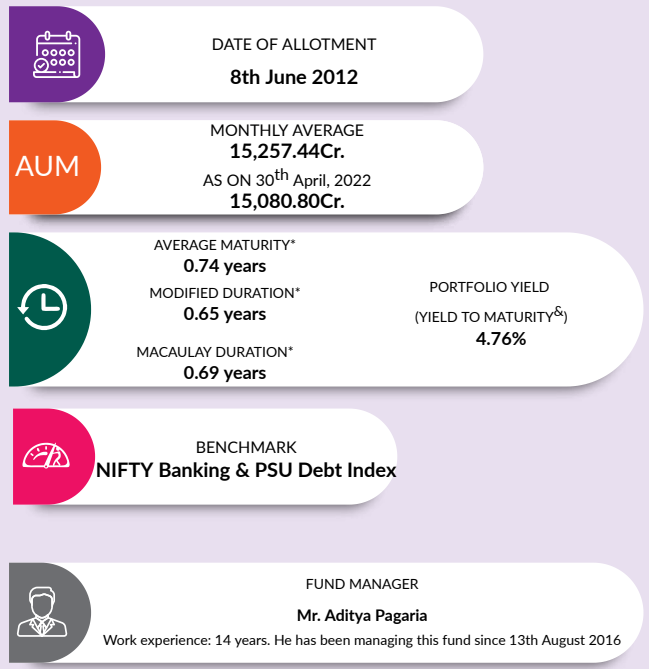 DATE OF ALLOTMENT
8th June 2012
AUM
MONTHLY AVERAGE
15,257.44Cr.
AS ON 30th April, 2022
15,080.80Cr.
AVERAGE MATURITY*
0.74 years
MODIFIED DURATION*
0.65 years
MACAULAY DURATION*
0.69 years
PORTFOLIO YIELD
(YIELD TO MATURITY&)
4.76%
BENCHMARK
NIFTY Banking & PSU Debt Index
FUND MANAGER
Mr. Aditya Pagaria
Work experience: 14 years. He has been managing this fund since 13th August 2016